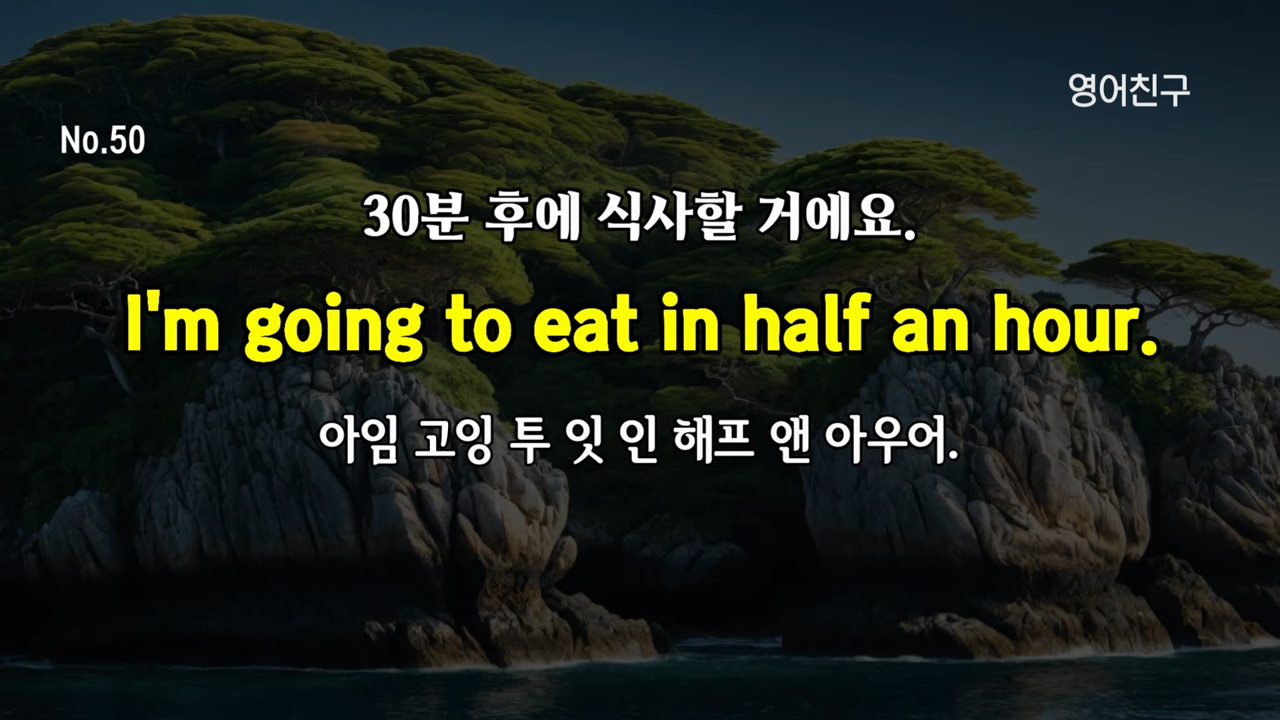 영어친구
No.50
30분 후에 식사할 거에요.
I'm going to eat in half an hour.
아임 고잉 투 잇 인 해프 앤 아우어.